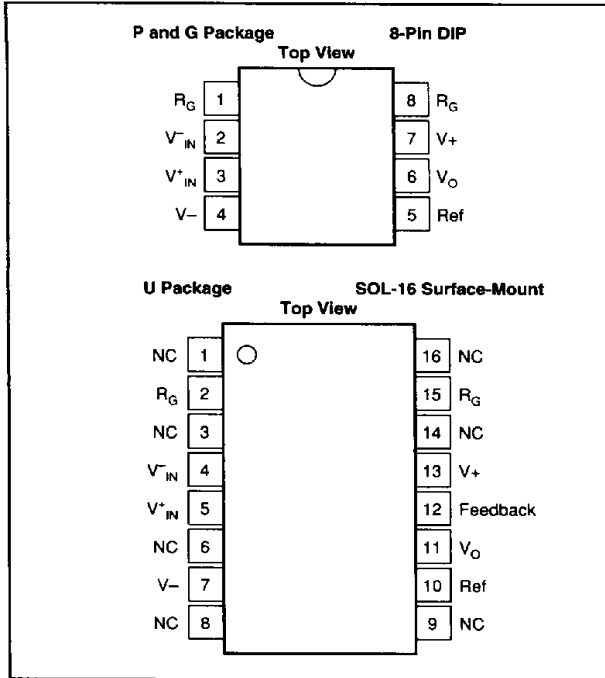 P and G Package 8-Pin DIP
Top View
R_G 1 8 R_G
V⁻_IN 2 7 V+
V⁺_IN 3 6 V_O
V– 4 5 Ref
U Package SOL-16 Surface-Mount
Top View
NC 1 16 NC
R_G 2 15 R_G
NC 3 14 NC
V⁻_IN 4 13 V+
V⁺_IN 5 12 Feedback
NC 6 11 V_O
V– 7 10 Ref
NC 8 9 NC